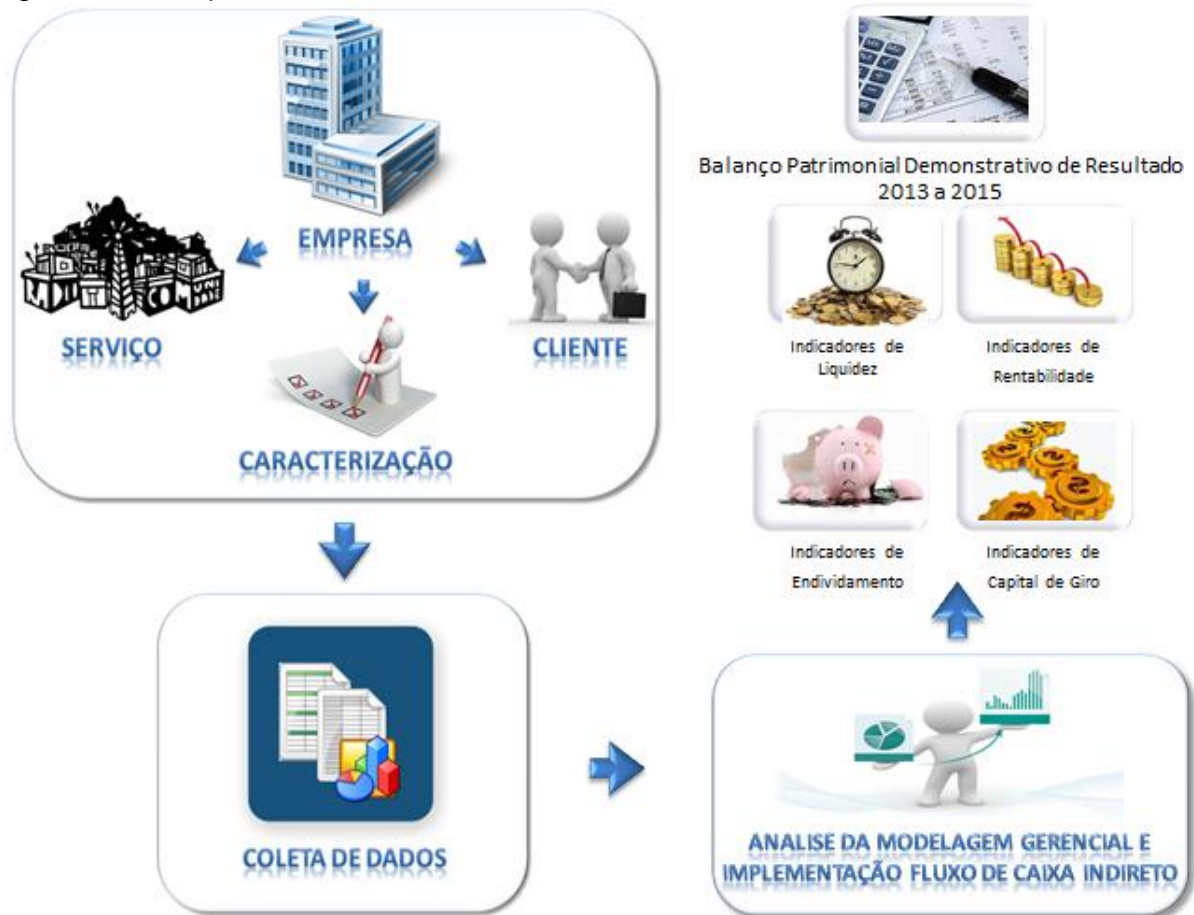 EMPRESA
SERVIÇO
CLIENTE
CARACTERIZAÇÃO
COLETA DE DADOS
ANALISE DA MODELAGEM GERENCIAL E
IMPLEMENTAÇÃO FLUXO DE CAIXA INDIRETO
Balanço Patrimonial Demonstrativo de Resultado
2013 a 2015
Indicadores de
Liquidez
Indicadores de
Rentabilidade
Indicadores de
Endividamento
Indicadores de
Capital de Giro